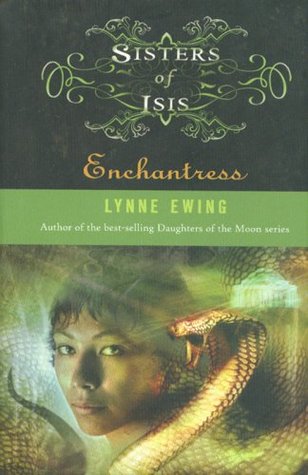 SISTERS
of
ISIS
Enchantress
LYNNE EWING
Author of the best-selling Daughters of the Moon series